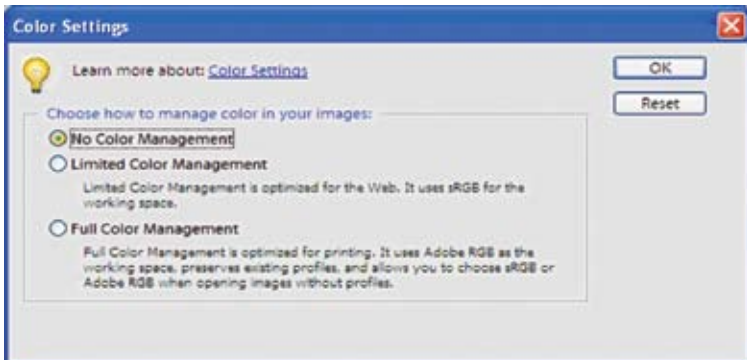 Color Settings
Learn more about: Color Settings
OK
Reset
Choose how to manage color in your images:
No Color Management
Limited Color Management
Limited Color Management is optimized for the Web. It uses sRGB for the
working space.
Full Color Management
Full Color Management is optimized for printing. It uses Adobe RGB as the
working space, preserves existing profiles, and allows you to choose sRGB or
Adobe RGB when opening images without profiles.